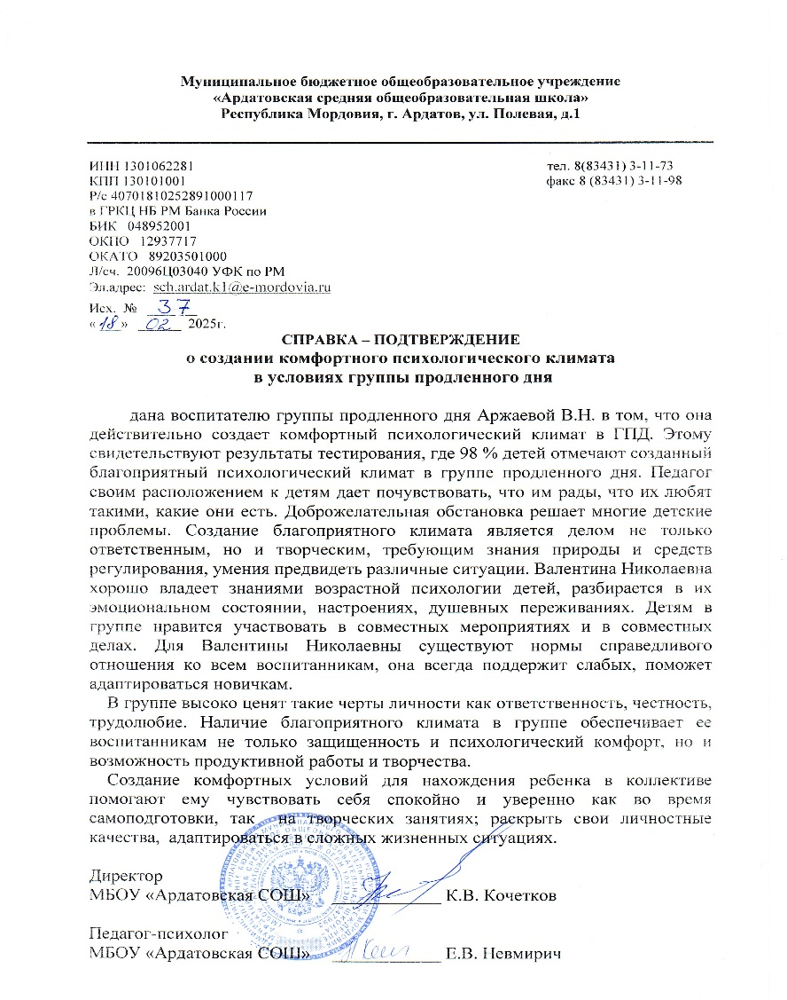 Муниципальное бюджетное общеобразовательное учреждение
«Ардатовская средняя общеобразовательная школа»
Республика Мордовия, г. Ардатов, ул. Полевая, д.1
ИНН 1301062281
тел. 8(83431) 3-11-73
КПП 130101001
факс 8 (83431) 3-11-98
Р/с 40701810252891000117
в ГРКЦ НБ РМ Банка России
БИК 048952001
ОКПО 12937717
ОКАТО 89203501000
Л/сч. 20096Ц03040 УФК по РМ
Эл.адрес: sch.ardat.k1@e-mordovia.ru
Исх. № 37
«18» 02 2025г.
СПРАВКА – ПОДТВЕРЖДЕНИЕ
о создании комфортного психологического климата
в условиях группы продленного дня
дана воспитателю группы продленного дня Аржаевой В.Н. в том, что она
действительно создает комфортный психологический климат в ГПД. Этому
свидетельствуют результаты тестирования, где 98 % детей отмечают созданный
благоприятный психологический климат в группе продленного дня. Педагог
своим расположением к детям дает почувствовать, что им рады, что их любят
такими, какие они есть. Доброжелательная обстановка решает многие детские
проблемы. Создание благоприятного климата является делом не только
ответственным, но и творческим, требующим знания природы и средств
регулирования, умения предвидеть различные ситуации. Валентина Николаевна
хорошо владеет знаниями возрастной психологии детей, разбирается в их
эмоциональном состоянии, настроениях, душевных переживаниях. Детям в
группе нравится участвовать в совместных мероприятиях и в совместных
делах. Для Валентины Николаевны существуют нормы справедливого
отношения ко всем воспитанникам, она всегда поддержит слабых, поможет
адаптироваться новичкам.
В группе высоко ценят такие черты личности как ответственность, честность,
трудолюбие. Наличие благоприятного климата в группе обеспечивает ее
воспитанникам не только защищенность и психологический комфорт, но и
возможность продуктивной работы и творчества.
Создание комфортных условий для нахождения ребенка в коллективе
помогают ему чувствовать себя спокойно и уверенно как во время
самоподготовки, так на творческих занятиях; раскрыть свои личностные
качества, адаптироваться в сложных жизненных ситуациях.
Директор
МБОУ «Ардатовская СОШ» К.В. Кочетков
Педагог-психолог
МБОУ «Ардатовская СОШ» Е.В. Невмирич